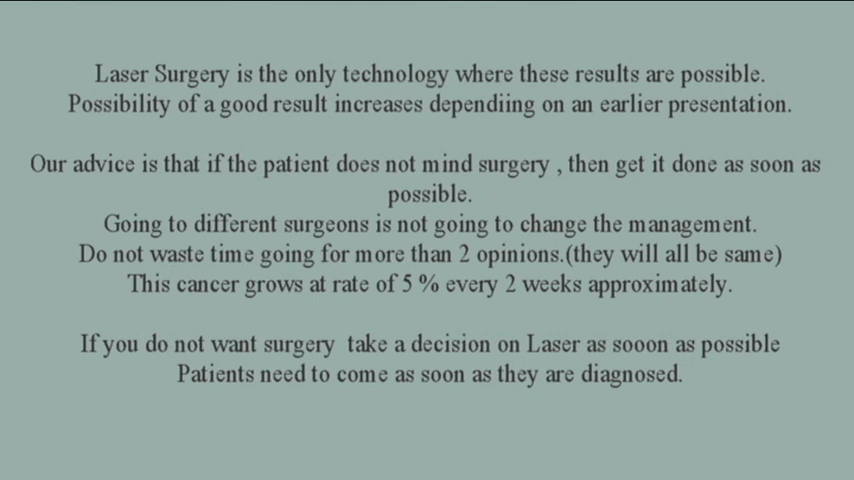 Laser Surgery is the only technology where these results are possible.
Possibility of a good result increases dependiing on an earlier presentation.
Our advice is that if the patient does not mind surgery , then get it done as soon as
possible.
Going to different surgeons is not going to change the management.
Do not waste time going for more than 2 opinions.(they will all be same)
This cancer grows at rate of 5 % every 2 weeks approximately.
If you do not want surgery  take a decision on Laser as sooon as possible
Patients need to come as soon as they are diagnosed.